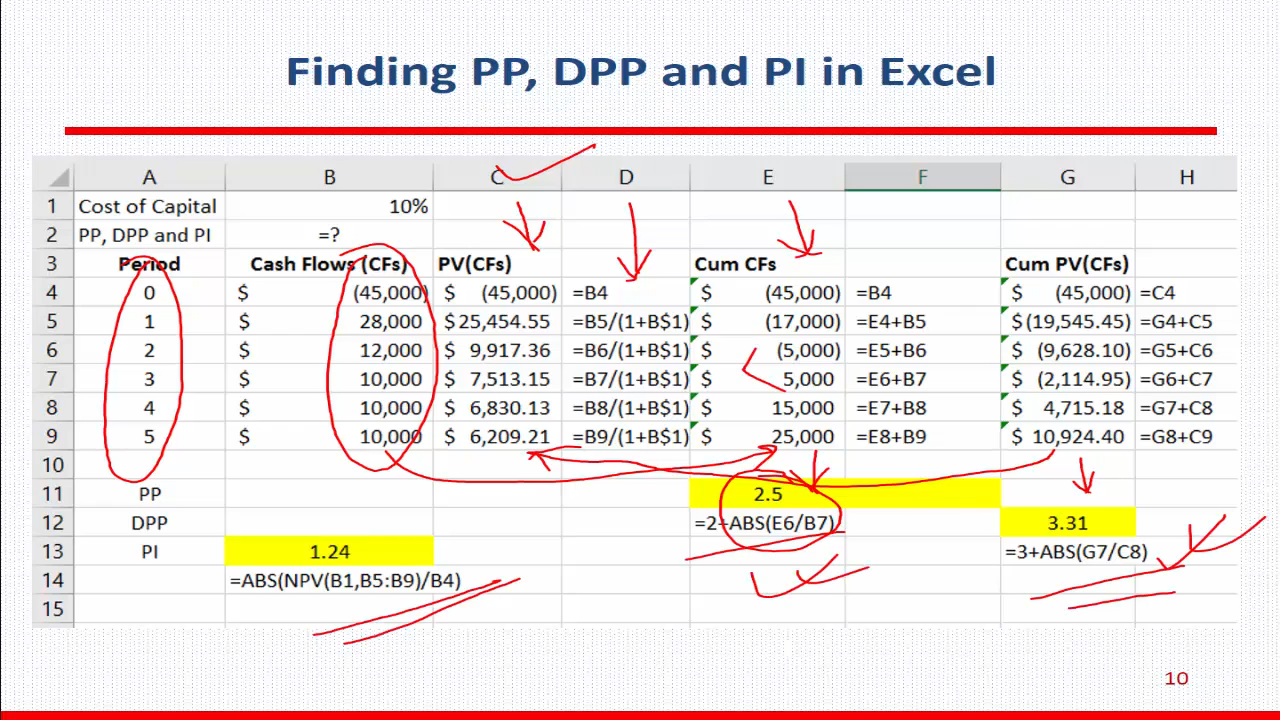 Finding PP, DPP and PI in Excel
A B C D E F G H
1 Cost of Capital 10%
2 PP, DPP and PI =?
3 Period Cash Flows (CFs) PV(CFs) Cum CFs Cum PV(CFs)
4 0 $ (45,000) $ (45,000) =B4 $ (45,000) =B4 $ (45,000) =C4
5 1 $ 28,000 $25,454.55 =B5/(1+B$1) $ (17,000) =E4+B5 $(19,545.45) =G4+C5
6 2 $ 12,000 $ 9,917.36 =B6/(1+B$1) $ (5,000) =E5+B6 $ (9,628.10) =G5+C6
7 3 $ 10,000 $ 7,513.15 =B7/(1+B$1) $ 5,000 =E6+B7 $ (2,114.95) =G6+C7
8 4 $ 10,000 $ 6,830.13 =B8/(1+B$1) $ 15,000 =E7+B8 $ 4,715.18 =G7+C8
9 5 $ 10,000 $ 6,209.21 =B9/(1+B$1) $ 25,000 =E8+B9 $ 10,924.40 =G8+C9
10
11 PP 2.5
12 DPP =2+ABS(E6/B7) 3.31
13 PI 1.24 =3+ABS(G7/C8)
14 =ABS(NPV(B1,B5:B9)/B4)
15
10